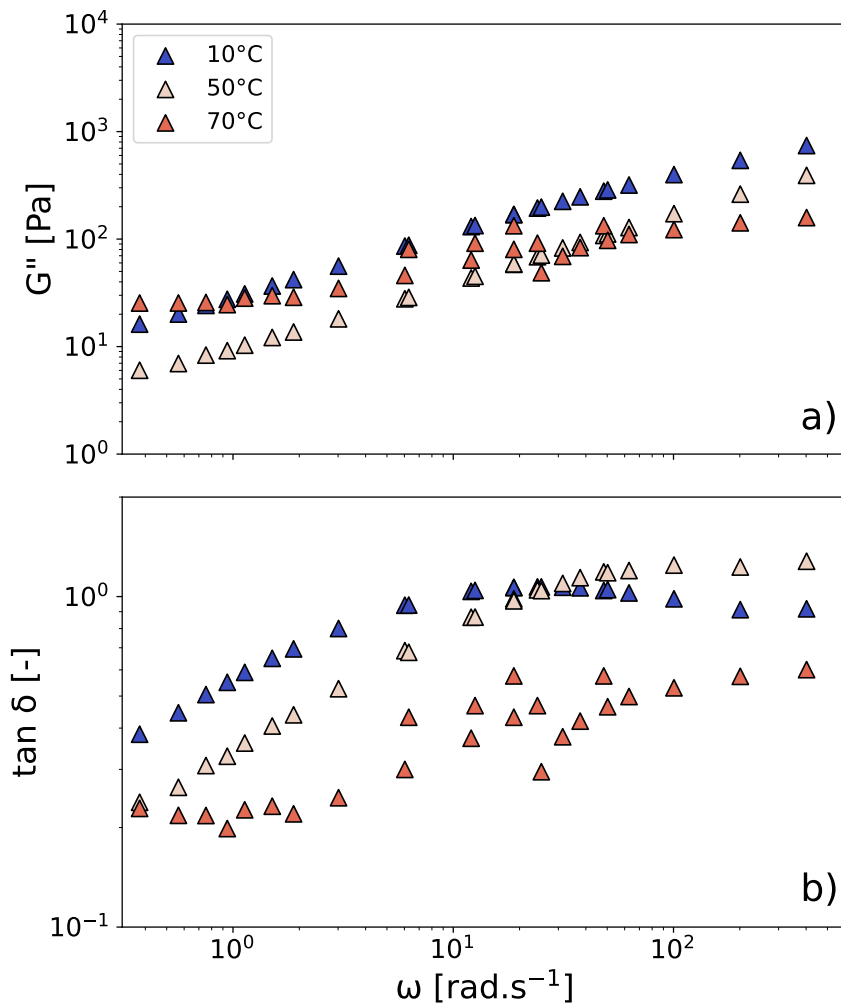 10⁴
10°C
50°C
70°C
10³
G" [Pa]
10²
10¹
a)
10⁰
10⁰
tan δ [-]
b)
10⁻¹
10⁰
10¹
10²
ω [rad.s⁻¹]